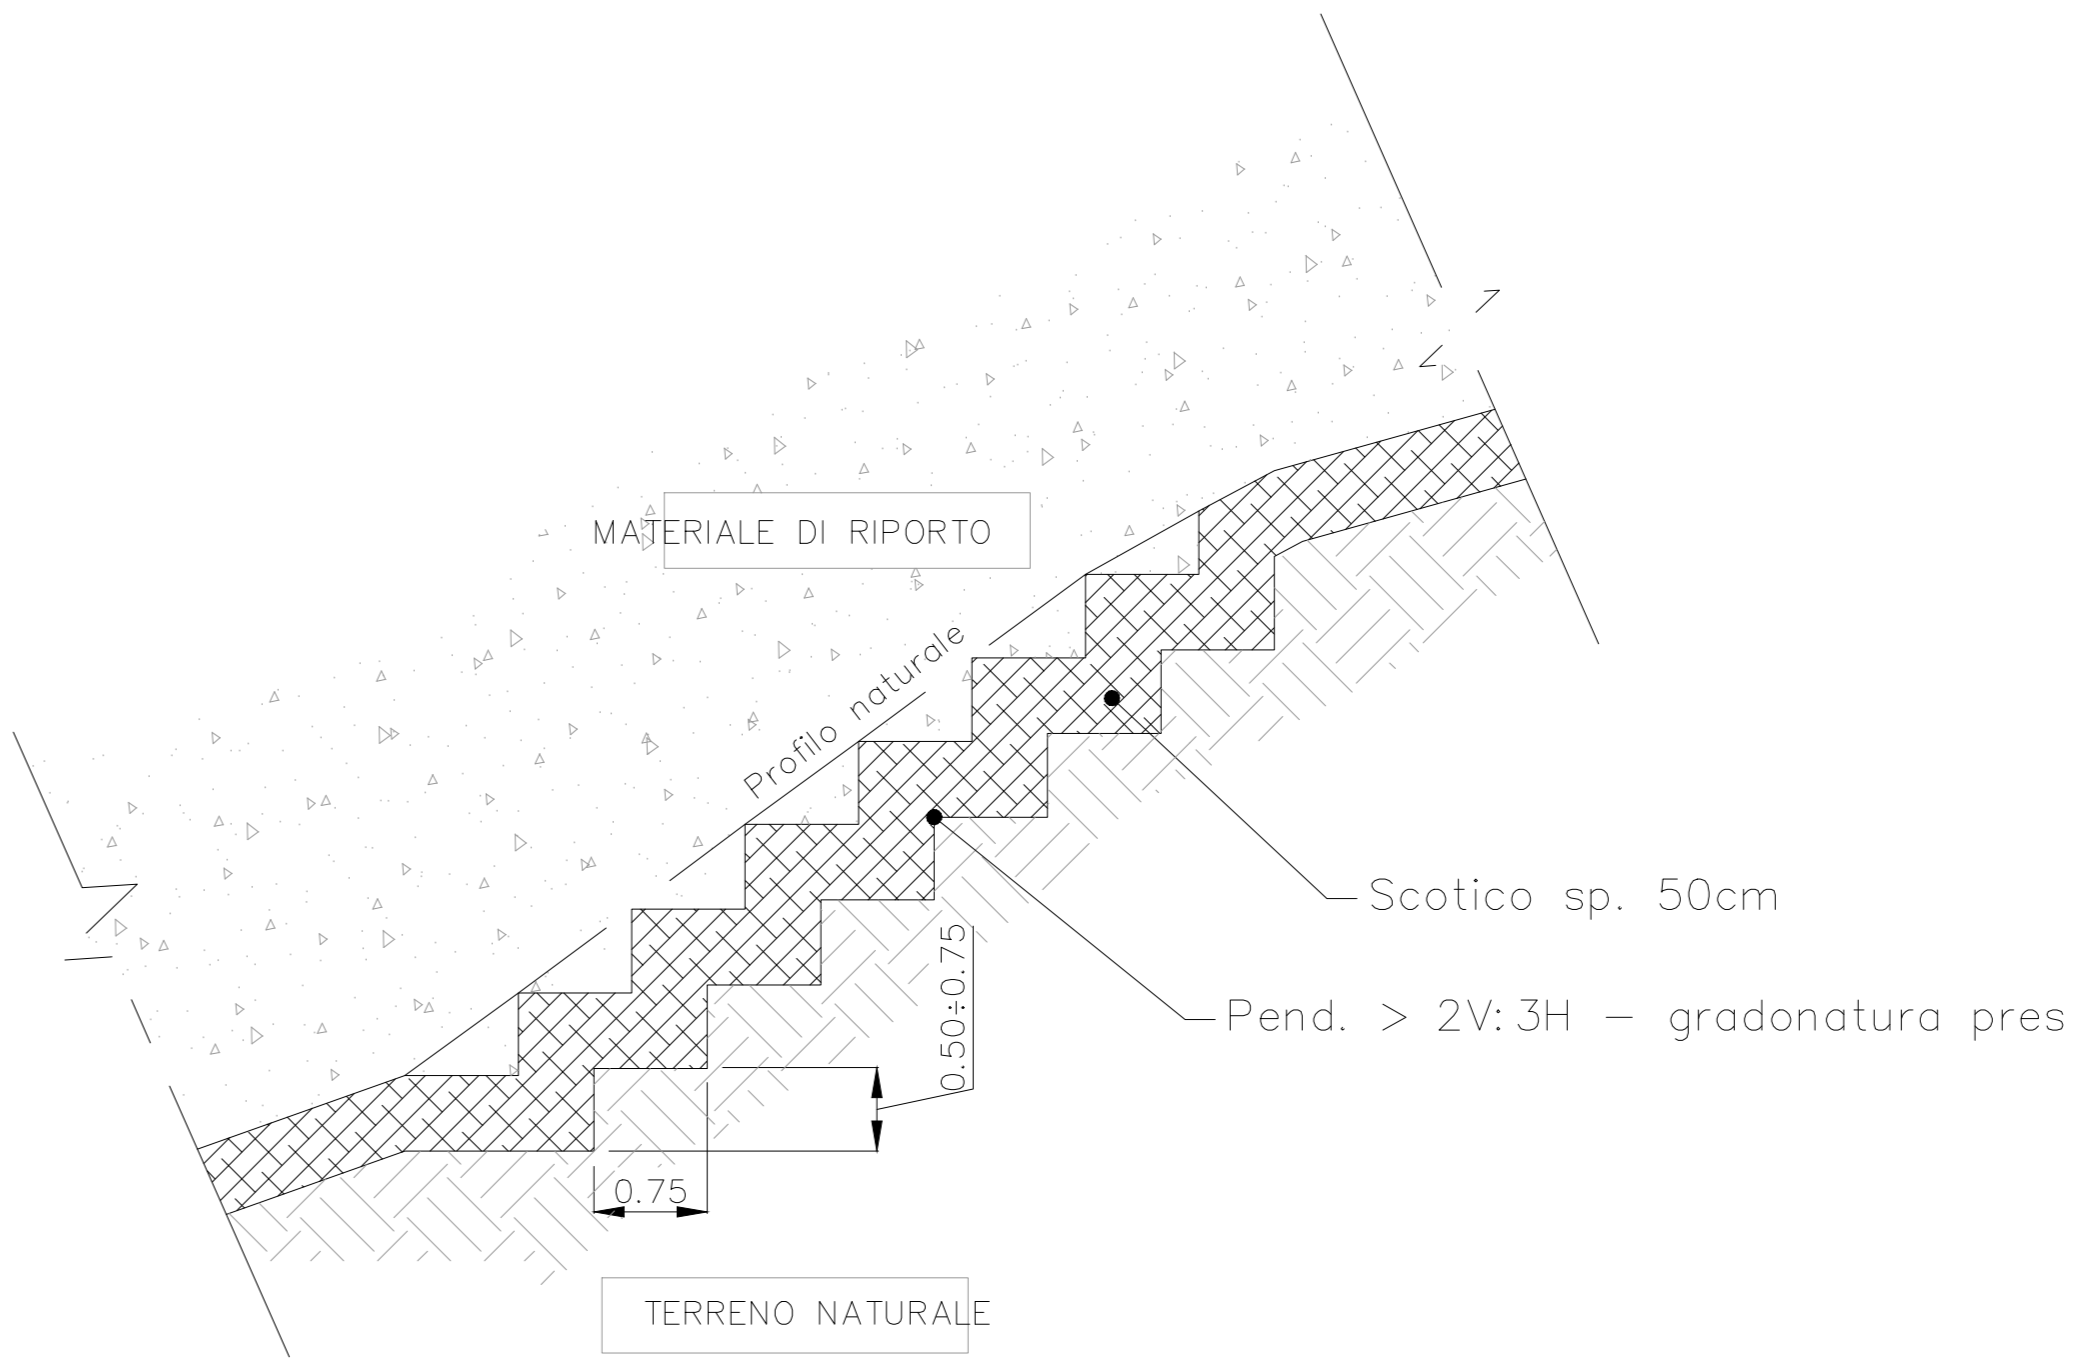 MATERIALE DI RIPORTO
Profilo naturale
Scotico sp. 50cm
0.50÷0.75
Pend. > 2V:3H – gradonatura pres
0.75
TERRENO NATURALE